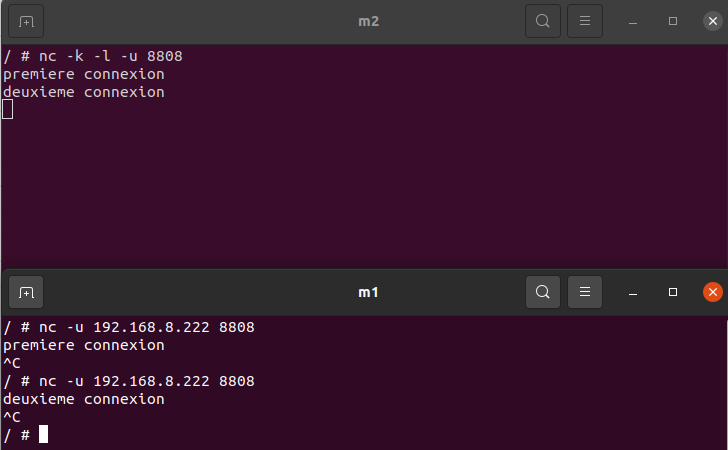 m2
/ # nc -k -l -u 8808
premiere connexion
deuxieme connexion
m1
/ # nc -u 192.168.8.222 8808
premiere connexion
^C
/ # nc -u 192.168.8.222 8808
deuxieme connexion
^C
/ #